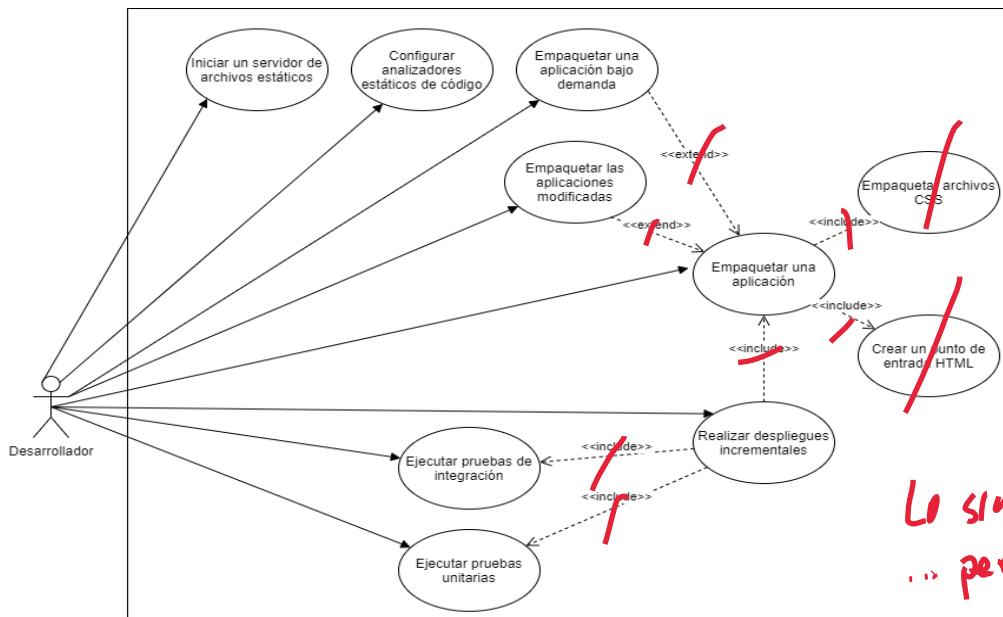 Iniciar un servidor de
archivos estáticos
Configurar
analizadores
estáticos de código
Empaquetar una
aplicación bajo
demanda
<<extend>>
Empaquetar las
aplicaciones
modificadas
<<extend>>
Empaquetar archivos
CSS
<<include>>
Empaquetar una
aplicación
<<include>>
Crear un punto de
entrada HTML
<<include>>
Desarrollador
Realizar despliegues
incrementales
<<include>>
Ejecutar pruebas de
integración
<<include>>
Ejecutar pruebas
unitarias
Lo
...